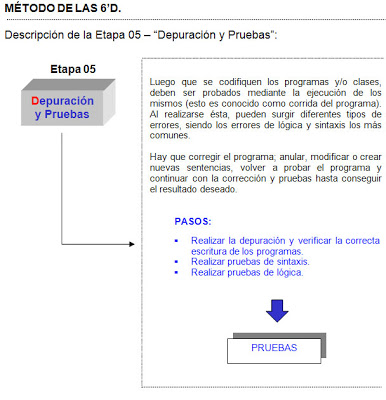 MÉTODO DE LAS 6'D.
Descripción de la Etapa 05 – "Depuración y Pruebas":
Etapa 05
Depuración
y Pruebas
Luego que se codifiquen los programas y/o clases,
deben ser probados mediante la ejecución de los
mismos (esto es conocido como corrida del programa).
Al realizarse ésta, pueden surgir diferentes tipos de
errores, siendo los errores de lógica y sintaxis los más
comunes.
Hay que corregir el programa; anular, modificar o crear
nuevas sentencias, volver a probar el programa y
continuar con la corrección y pruebas hasta conseguir
el resultado deseado.
PASOS:
▪ Realizar la depuración y verificar la correcta
escritura de los programas.
▪ Realizar pruebas de sintaxis.
▪ Realizar pruebas de lógica.
PRUEBAS